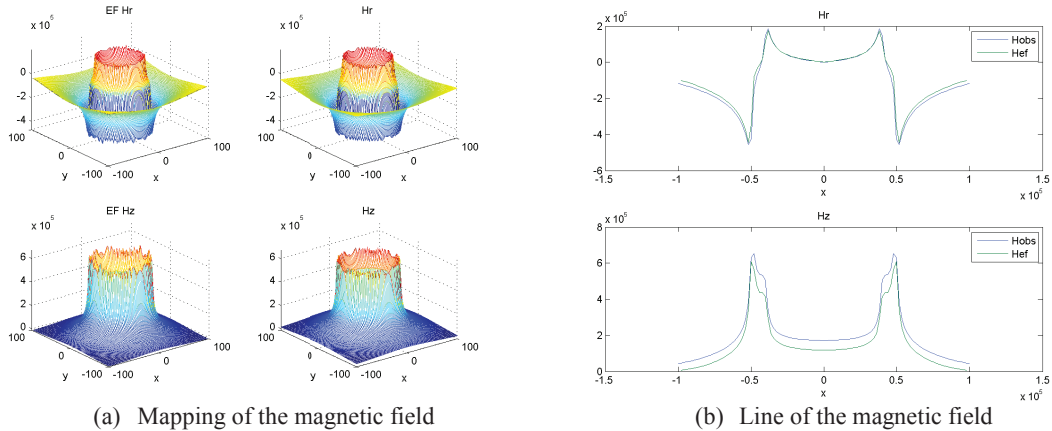 EF Hr
x 10^5
0
-2
-4
100
0
-100
y
-100
0
100
x
Hr
x 10^5
0
-2
-4
100
0
-100
y
-100
0
100
x
EF Hz
x 10^5
6
4
2
0
100
0
-100
y
-100
0
100
x
Hz
x 10^5
6
4
2
0
100
0
-100
y
-100
0
100
x
(a) Mapping of the magnetic field
Hr
x 10^5
2
0
-2
-4
-6
-1.5
-1
-0.5
0
0.5
1
1.5
x
x 10^5
Hobs
Hef
Hz
x 10^5
8
6
4
2
0
-1.5
-1
-0.5
0
0.5
1
1.5
x
x 10^5
Hobs
Hef
(b) Line of the magnetic field